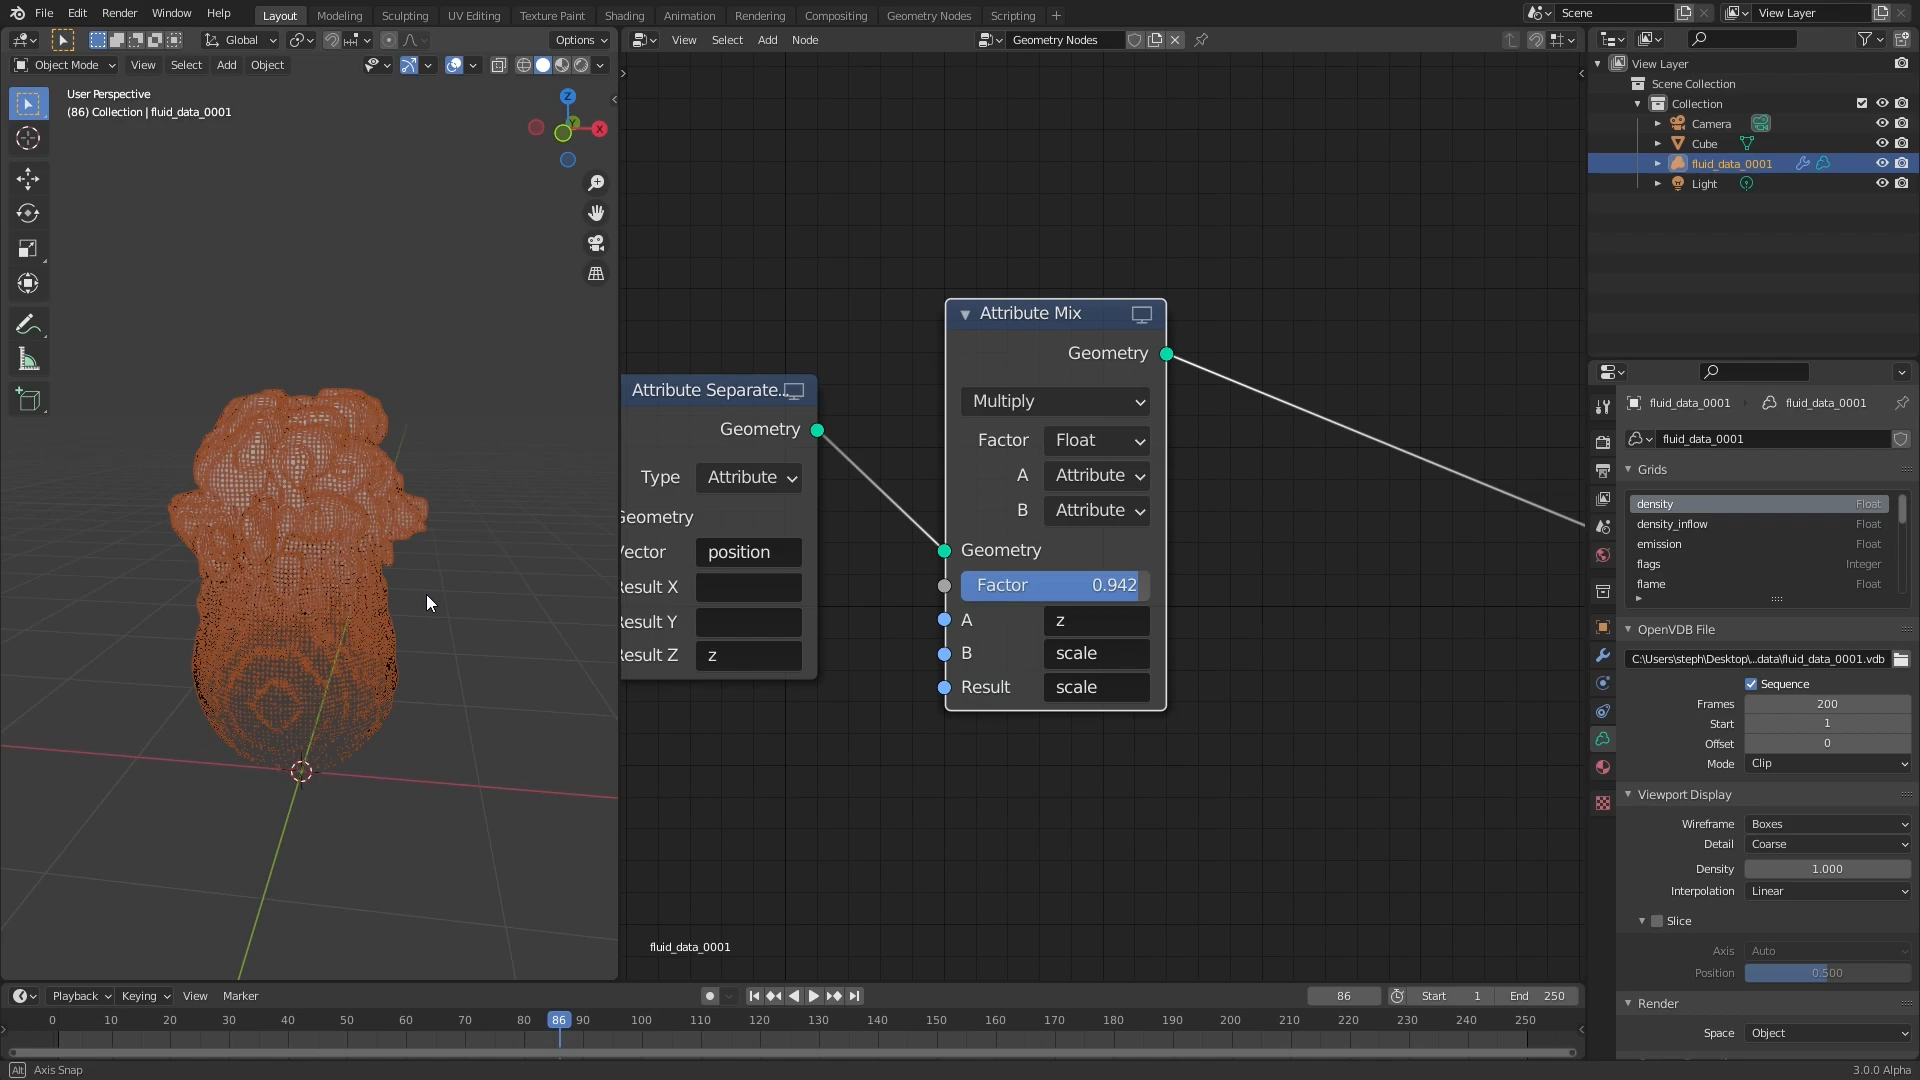 File Edit Render Window Help Layout Modeling Sculpting UV Editing Texture Paint Shading Animation Rendering Compositing Geometry Nodes Scripting + Scene View Layer
Global Options View Select Add Node Geometry Nodes
Object Mode View Select Add Object
User Perspective
(86) Collection | fluid_data_0001
Z
Y
X
Attribute Separate...
Geometry
Type Attribute
Geometry
Vector position
Result X
Result Y
Result Z z
Attribute Mix
Geometry
Multiply
Factor Float
A Attribute
B Attribute
Geometry
Factor 0.942
A z
B scale
Result scale
fluid_data_0001
View Layer
Scene Collection
Collection
Camera
Cube
fluid_data_0001
Light
fluid_data_0001 fluid_data_0001
fluid_data_0001
Grids
density Float
density_inflow Float
emission Float
flags Integer
flame Float
OpenVDB File
C:\Users\steph\Desktop\...data\fluid_data_0001.vdb
Sequence
Frames 200
Start 1
Offset 0
Mode Clip
Viewport Display
Wireframe Boxes
Detail Coarse
Density 1.000
Interpolation Linear
Slice
Axis Auto
Position 0.500
Render
Space Object
Playback Keying View Marker 86 Start 1 End 250
0 10 20 30 40 50 60 70 80 86 90 100 110 120 130 140 150 160 170 180 190 200 210 220 230 240 250
Alt Axis Snap 3.0.0 Alpha